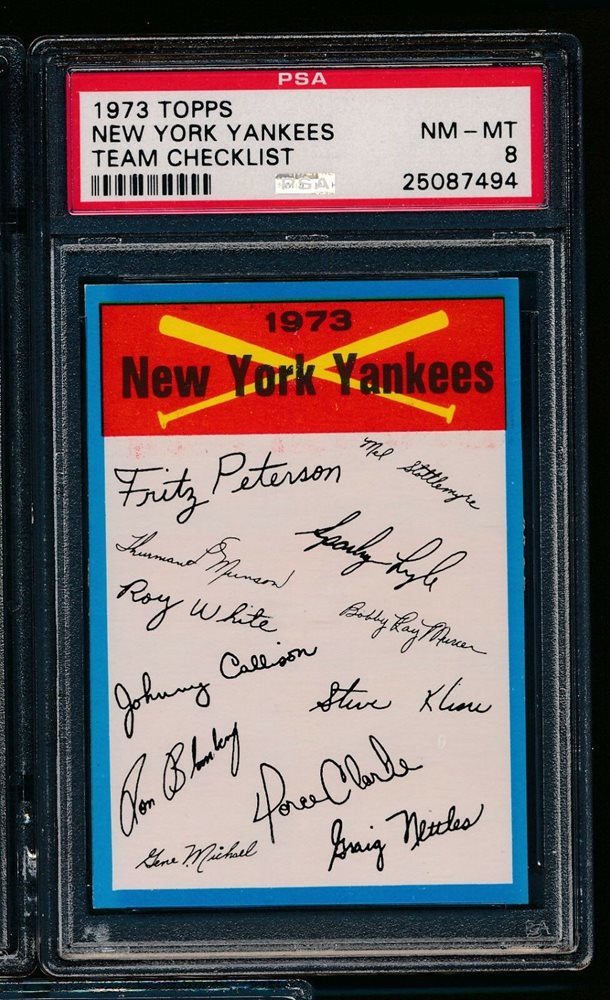 PSA
1973 TOPPS
NEW YORK YANKEES NM-MT
TEAM CHECKLIST 8
PSA 25087494
1973
New York Yankees
Fritz Peterson
Mel Stottlemyre
Thurman L Munson
Sparky Lyle
Roy White
Bobby Ray Murcer
Johnny Callison
Steve Kline
Ron Blomberg
Horace Clarke
Graig Nettles
Gene Michael
PSA